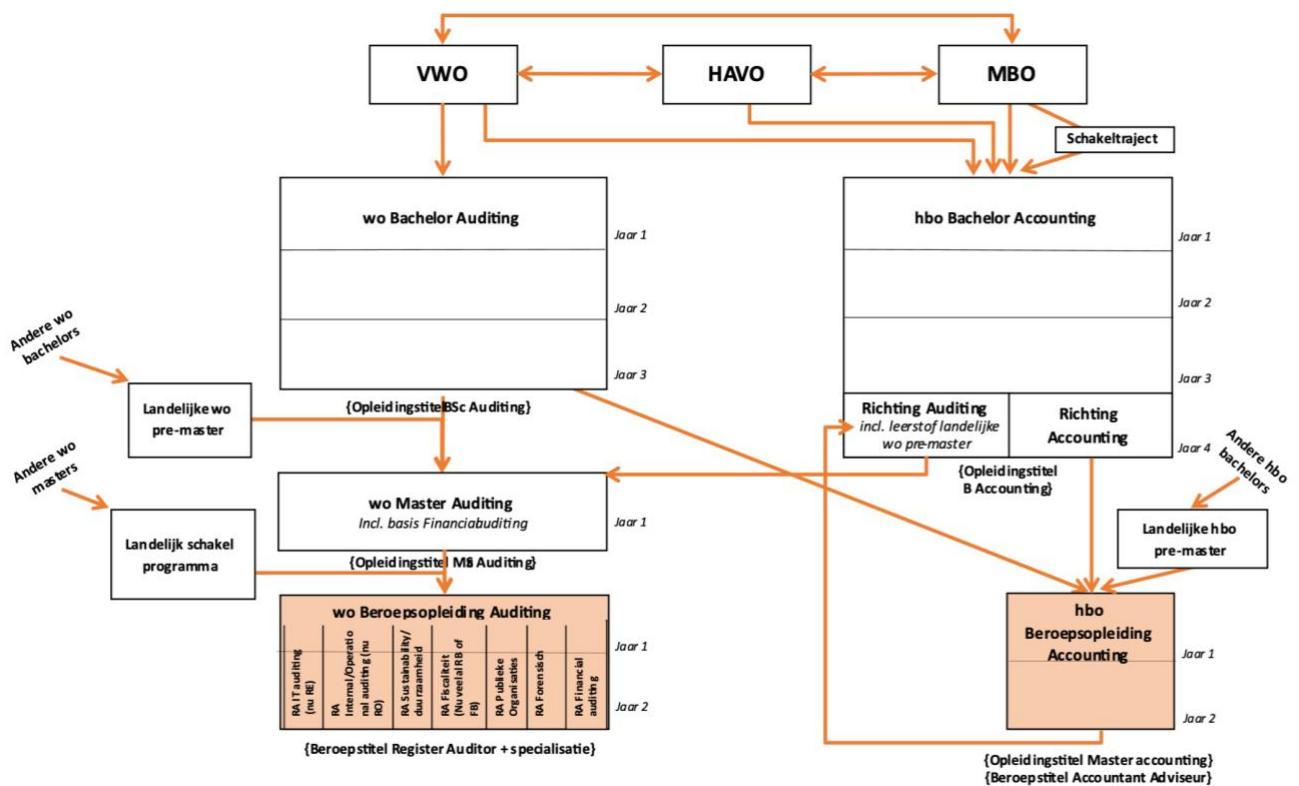 VWO
HAVO
MBO
Schakeltraject
wo Bachelor Auditing
Jaar 1
Jaar 2
Jaar 3
hbo Bachelor Accounting
Jaar 1
Jaar 2
Jaar 3
Andere wo
bachelors
Landelijke wo
pre-master
{OpleidingstitelBSc Auditing}
Richting Auditing
incl. leerstof landelijke
wo pre-master
Richting
Accounting
Jaar 4
{Opleidingstitel
B Accounting}
Andere wo
masters
Landelijk schakel
programma
wo Master Auditing
Incl. basis Financiabuditing
Jaar 1
{Opleidingstitel MS Auditing}
Andere hbo
bachelors
Landelijke hbo
pre-master
wo Beroepsopleiding Auditing
Jaar 1
Jaar 2
RA IT auditing
(nu RE)
RA
Internal/Operatio
nal auditing (nu
RO)
RA Sustainability/
duurzaamheid
RA Fiscaliteit
(Nu veelal RB of
FB)
RA Publieke
Organisaties
RA Forensisch
RA Financial
auditing
{Beroepstitel Register Auditor + specialisatie}
hbo
Beroepsopleiding
Accounting
Jaar 1
Jaar 2
{Opleidingstitel Master accounting}
{Beroepstitel Accountant Adviseur}